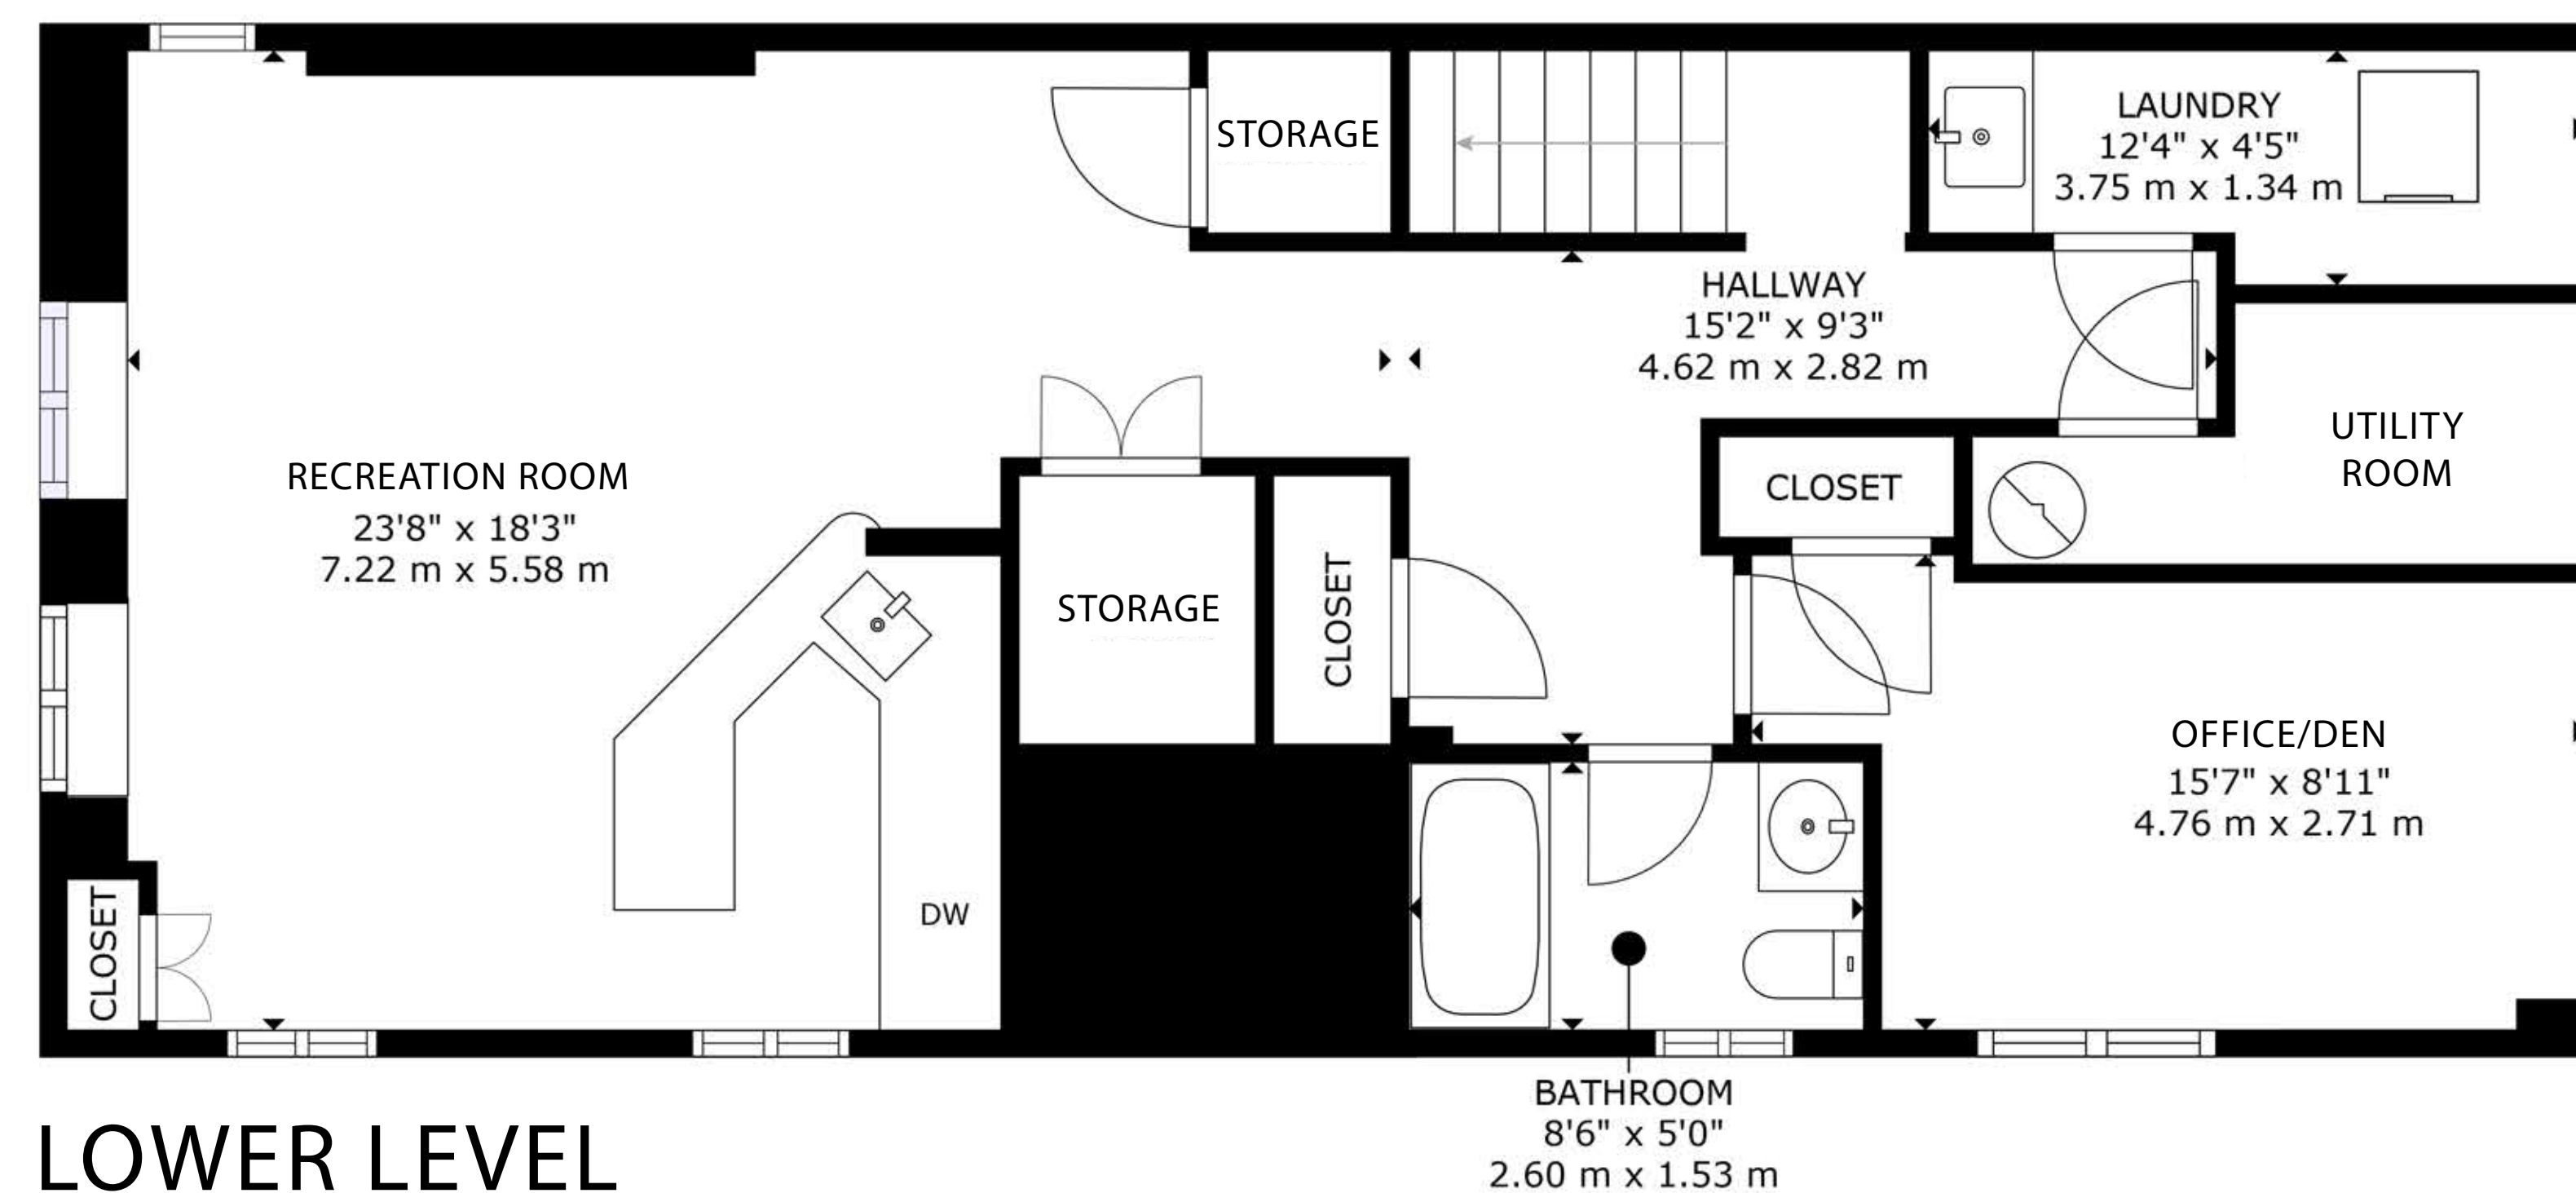 STORAGE
LAUNDRY
12'4" x 4'5"
3.75 m x 1.34 m
HALLWAY
15'2" x 9'3"
4.62 m x 2.82 m
RECREATION ROOM
23'8" x 18'3"
7.22 m x 5.58 m
UTILITY
ROOM
CLOSET
STORAGE
CLOSET
OFFICE/DEN
15'7" x 8'11"
4.76 m x 2.71 m
CLOSET
DW
BATHROOM
8'6" x 5'0"
2.60 m x 1.53 m
LOWER LEVEL